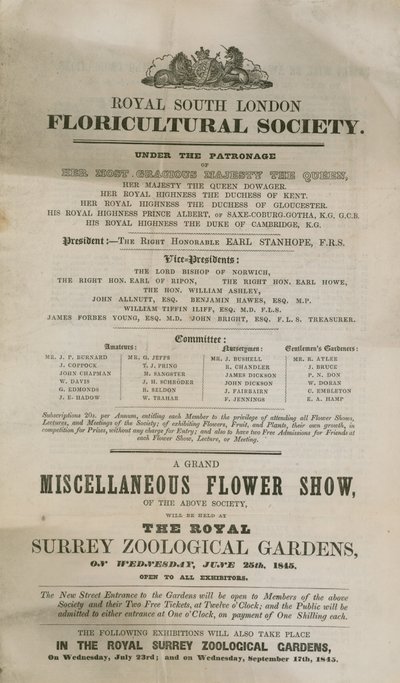 ROYAL SOUTH LONDON
FLORICULTURAL SOCIETY.
UNDER THE PATRONAGE
OF
HER MOST GRACIOUS MAJESTY THE QUEEN,
HER MAJESTY THE QUEEN DOWAGER.
HER ROYAL HIGHNESS THE DUCHESS OF KENT.
HER ROYAL HIGHNESS THE DUCHESS OF GLOUCESTER.
HIS ROYAL HIGHNESS PRINCE ALBERT, OF SAXE-COBURG-GOTHA, K.G. G.C.B.
HIS ROYAL HIGHNESS THE DUKE OF CAMBRIDGE, K.G.
President:—THE RIGHT HONORABLE EARL STANHOPE, F.R.S.
Vice-Presidents:
THE LORD BISHOP OF NORWICH,
THE RIGHT HON. EARL OF RIPON, THE RIGHT HON. EARL HOWE,
THE HON. WILLIAM ASHLEY,
JOHN ALLNUTT, ESQ. BENJAMIN HAWES, ESQ. M.P.
WILLIAM TIFFIN ILIFF, ESQ. M.D. F.L.S.
JAMES FORBES YOUNG, ESQ. M.D. JOHN BRIGHT, ESQ. F.L.S. TREASURER.
Committee:
Amateurs: Nurserymen: Gentlemen's Gardeners:
MR. J. P. BURNARD MR. G. JEFFS MR. J. BUSHELL MR. R. ATLEE
J. COPPOCK T. J. PRING R. CHANDLER J. BRUCE
JOHN CHAPMAN M. SANGSTER JAMES DICKSON P. N. DON
W. DAVIS J. H. SCHRÖDER JOHN DICKSON W. DORAN
G. EDMONDS R. SELDON J. FAIRBAIRN C. EMBLETON
J. E. HADOW W. TRAHAR F. JENNINGS E. A. HAMP
Subscriptions 20s. per Annum, entitling each Member to the privilege of attending all Flower Shows,
Lectures, and Meetings of the Society; of exhibiting Flowers, Fruit, and Plants, their own growth, in
competition for Prizes, without any charge for Entry; and also to have two Free Admissions for Friends at
each Flower Show, Lecture, or Meeting.
A GRAND
MISCELLANEOUS FLOWER SHOW,
OF THE ABOVE SOCIETY,
WILL BE HELD AT
THE ROYAL
SURREY ZOOLOGICAL GARDENS,
ON WEDNESDAY, JUNE 25th, 1845.
OPEN TO ALL EXHIBITORS.
The New Street Entrance to the Gardens will be open to Members of the above
Society and their Two Free Tickets, at Twelve o'Clock; and the Public will be
admitted to either entrance at One o'Clock, on payment of One Shilling each.
THE FOLLOWING EXHIBITIONS WILL ALSO TAKE PLACE
IN THE ROYAL SURREY ZOOLOGICAL GARDENS,
On Wednesday, July 23rd; and on Wednesday, September 17th, 1845.